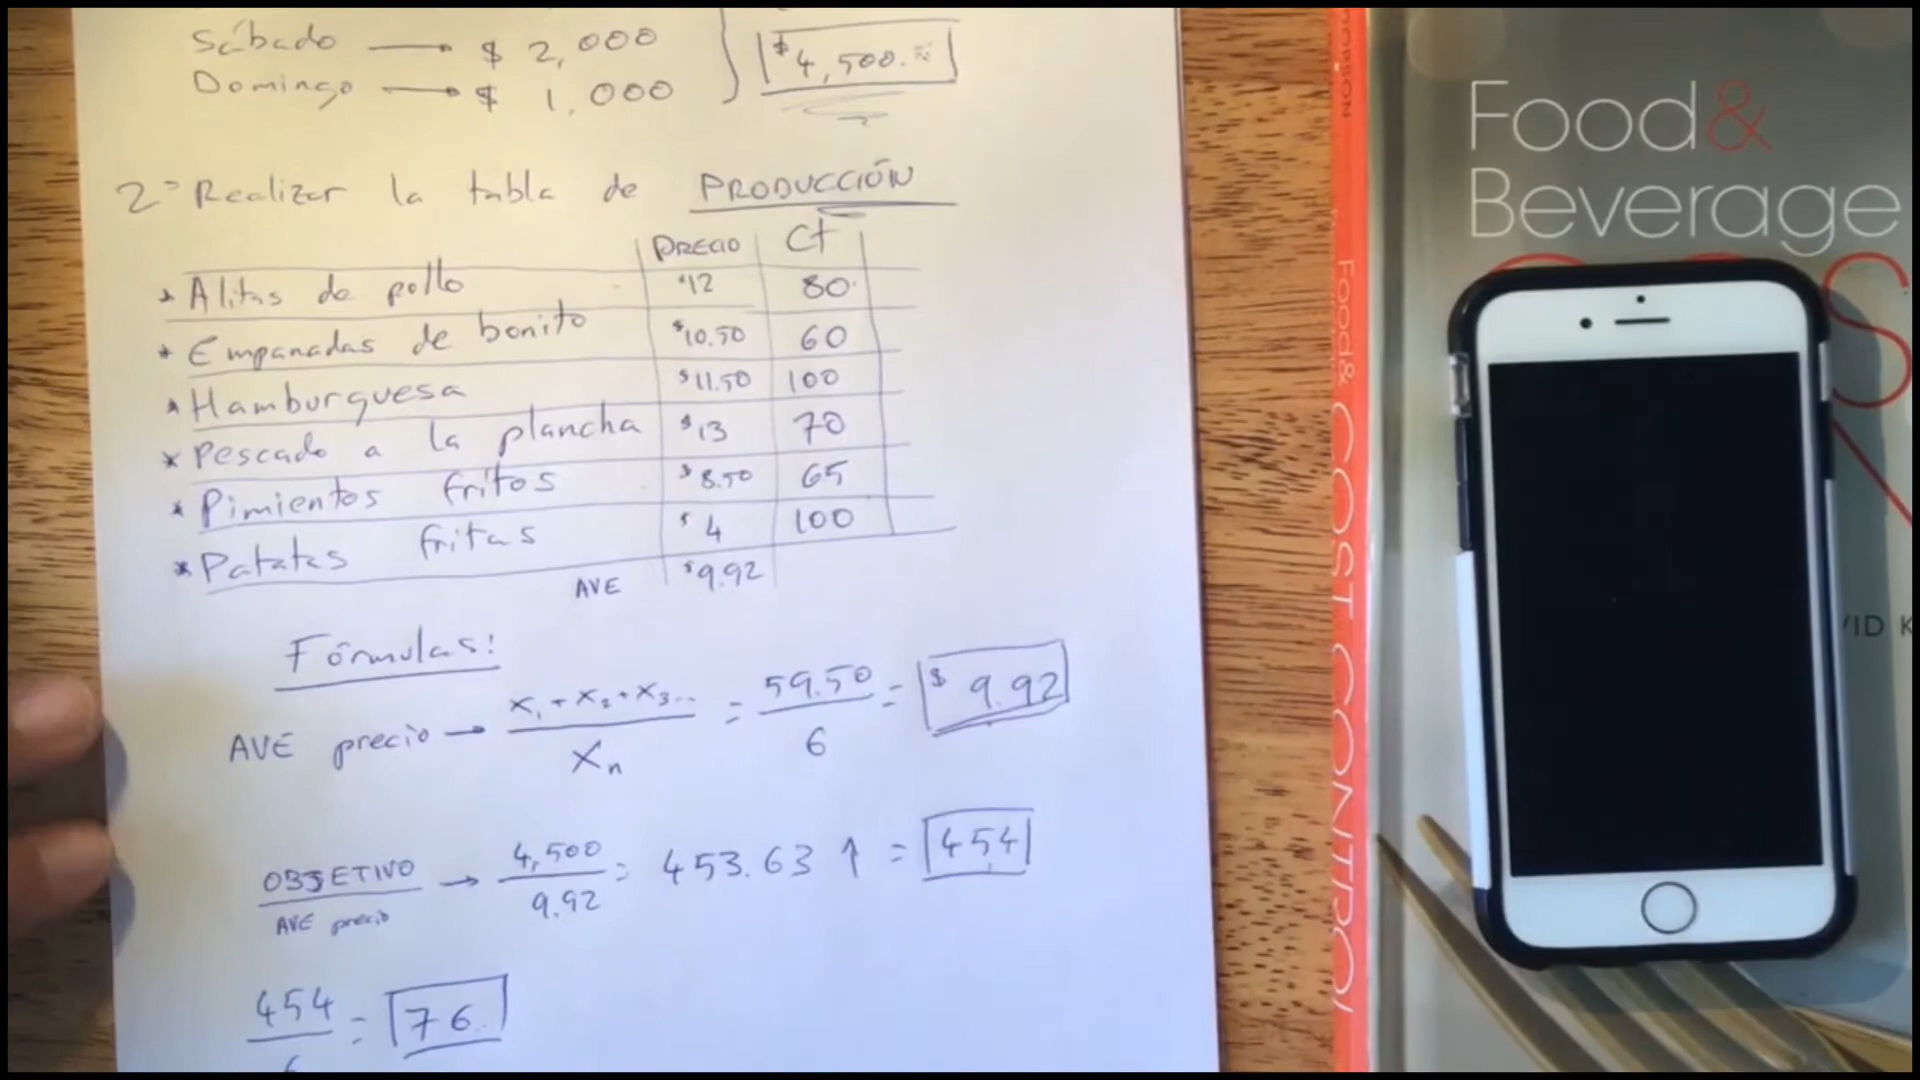 Sábado → $ 2,000
$4,500.
Domingo → $ 1,000
2= Realizar la tabla de PRODUCCIÓN
PRECIO Ct
* Alitas de pollo $12 80
* Empanadas de bonito $10.50 60
* Hamburguesa $11.50 100
* Pescado a la plancha $13 70
* Pimientos fritos $8.50 65
* Patatas fritas $4 100
AVE $9.92
Fórmulas:
AVE precio → X₁+X₂+X₃.. / Xn = 59.50 / 6 = $9.92
OBJETIVO / AVE precio → 4,500 / 9.92 = 453.63 ↑ = 454
454 / 6 = 76
Food&
Beverage
FOOD& COST CONTROL
VID K